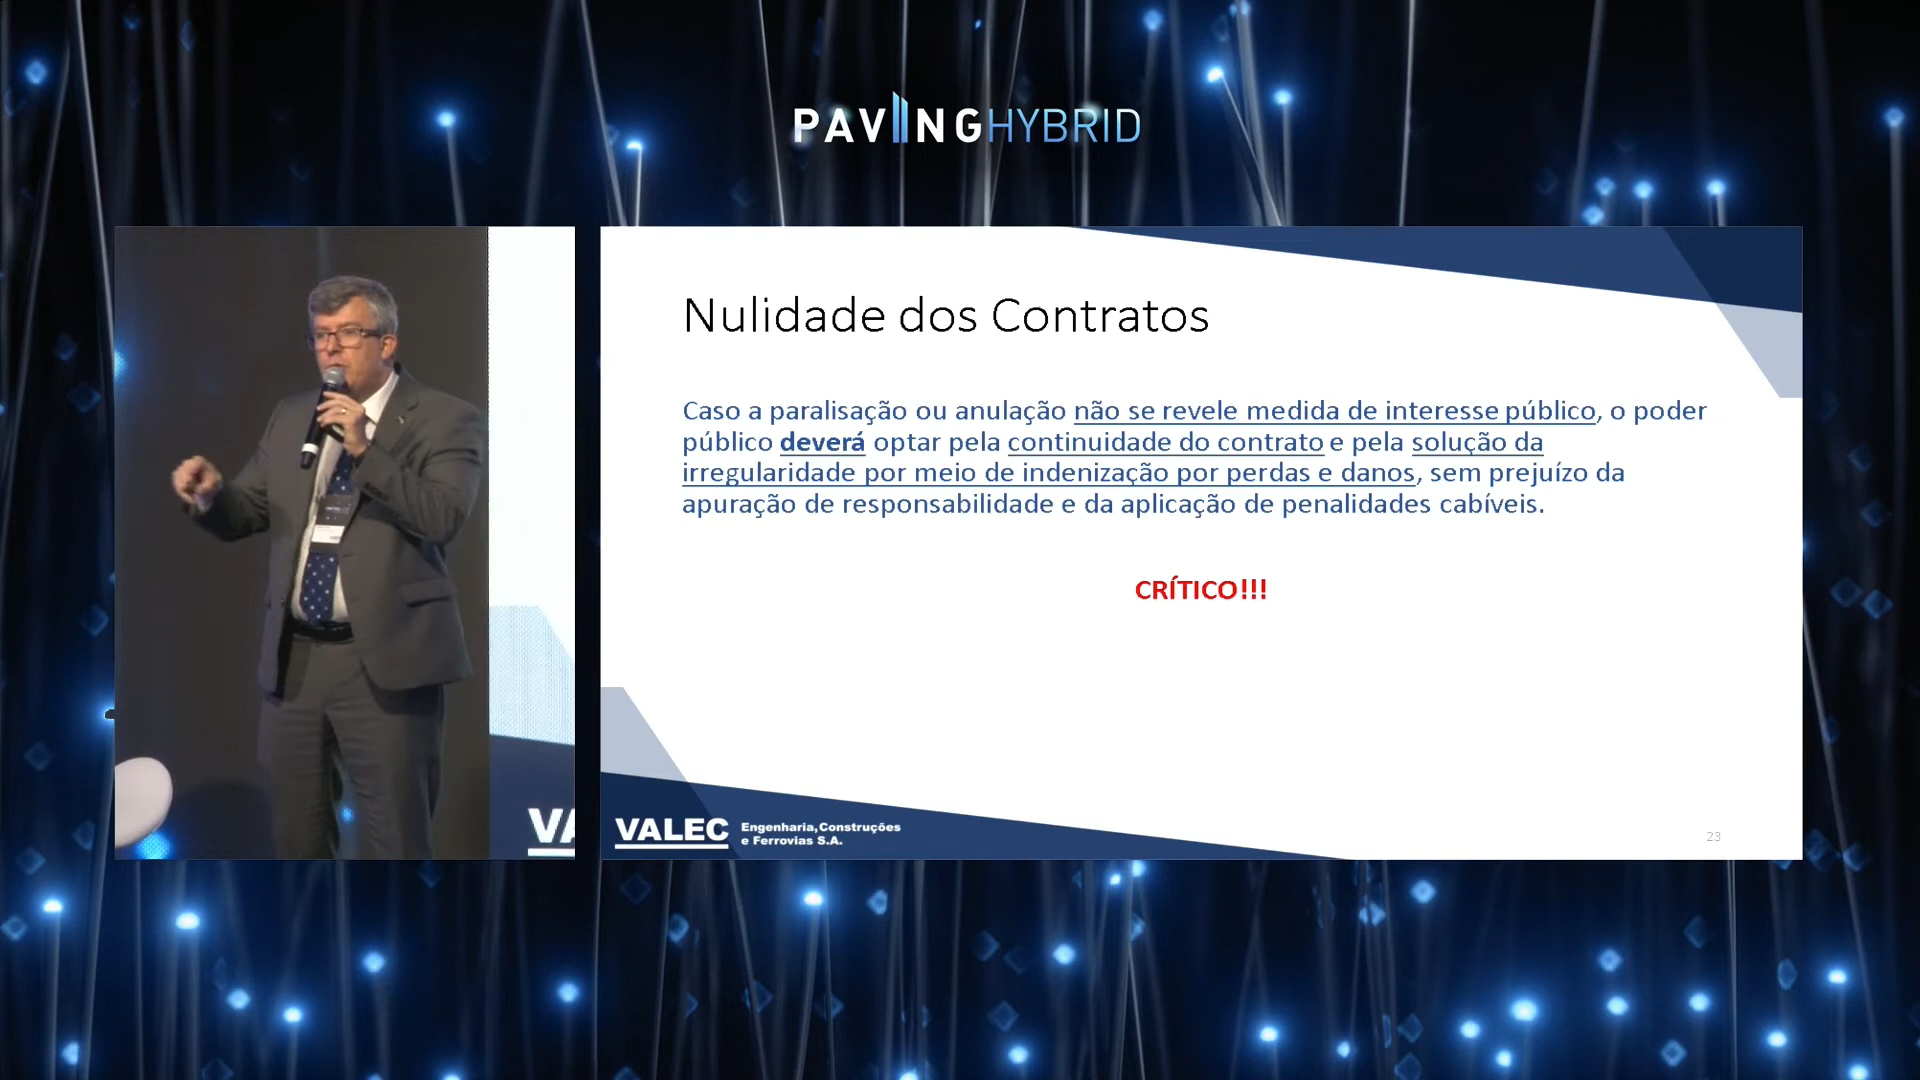 PAVINGHYBRID
Nulidade dos Contratos
Caso a paralisação ou anulação não se revele medida de interesse público, o poder
público deverá optar pela continuidade do contrato e pela solução da
irregularidade por meio de indenização por perdas e danos, sem prejuízo da
apuração de responsabilidade e da aplicação de penalidades cabíveis.
CRÍTICO!!!
VA
VALEC Engenharia, Construções
e Ferrovias S.A.
23